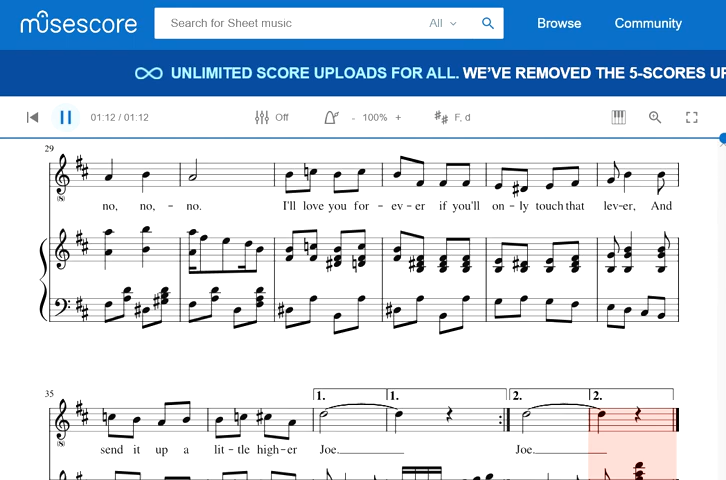 musescore
Search for Sheet music
All
Browse
Community
UNLIMITED SCORE UPLOADS FOR ALL. WE'VE REMOVED THE 5-SCORES UP
01:12 / 01:12
Off
- 100% +
F, d
29
8
no, no, - no. I'll love you for - ev - er if you'll on - ly touch that lev-er, And
35
1. 1. 2. 2.
8
send it up a lit - tle high-er Joe. Joe.